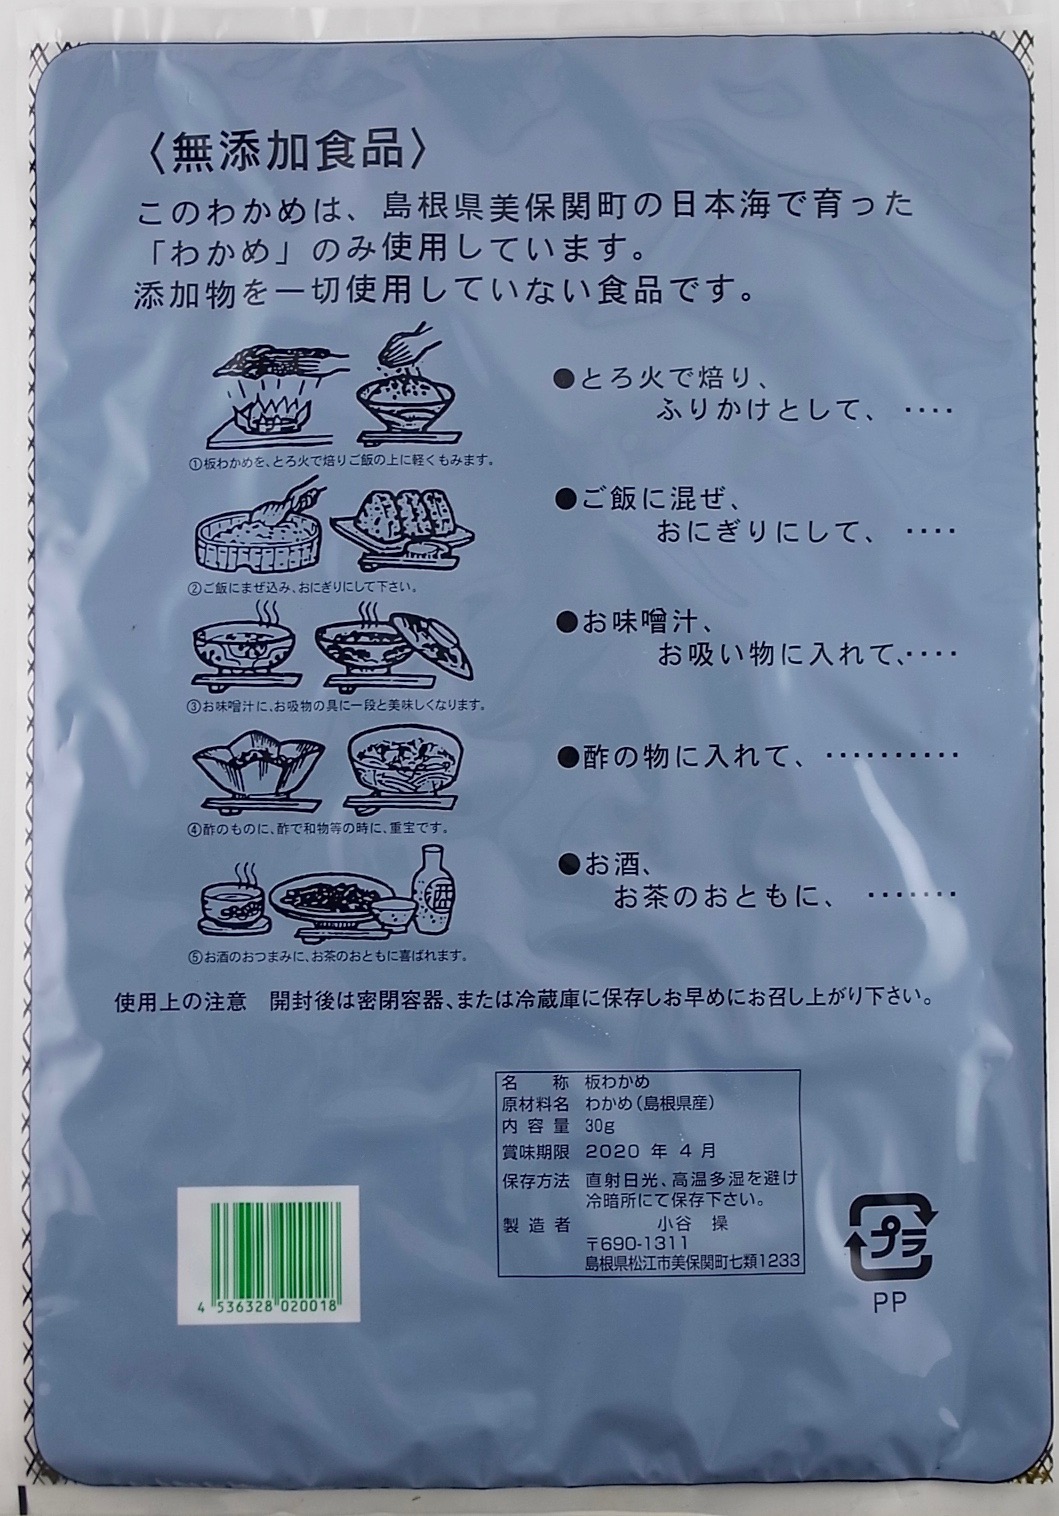 〈無添加食品〉
このわかめは、島根県美保関町の日本海で育った
「わかめ」のみ使用しています。
添加物を一切使用していない食品です。
①板わかめを、とろ火で焙りご飯の上に軽くもみます。
●とろ火で焙り、
ふりかけとして、‥‥
②ご飯にまぜ込み、おにぎりにして下さい。
●ご飯に混ぜ、
おにぎりにして、‥‥
③お味噌汁に、お吸物の具に一段と美味しくなります。
●お味噌汁、
お吸い物に入れて、‥‥
④酢のものに、酢で和物等の時に、重宝です。
●酢の物に入れて、‥‥‥‥‥
酒
⑤お酒のおつまみに、お茶のおともに喜ばれます。
●お酒、
お茶のおともに、‥‥‥‥
使用上の注意　開封後は密閉容器、または冷蔵庫に保存しお早めにお召し上がり下さい。
名　称 板わかめ
原材料名 わかめ(島根県産)
内容量 30g
賞味期限 2020 年 4 月
保存方法 直射日光、高温多湿を避け
冷暗所にて保存下さい。
製造者 小谷 操
〒690-1311
島根県松江市美保関町七類1233
4 536328 020018
プラ
PP